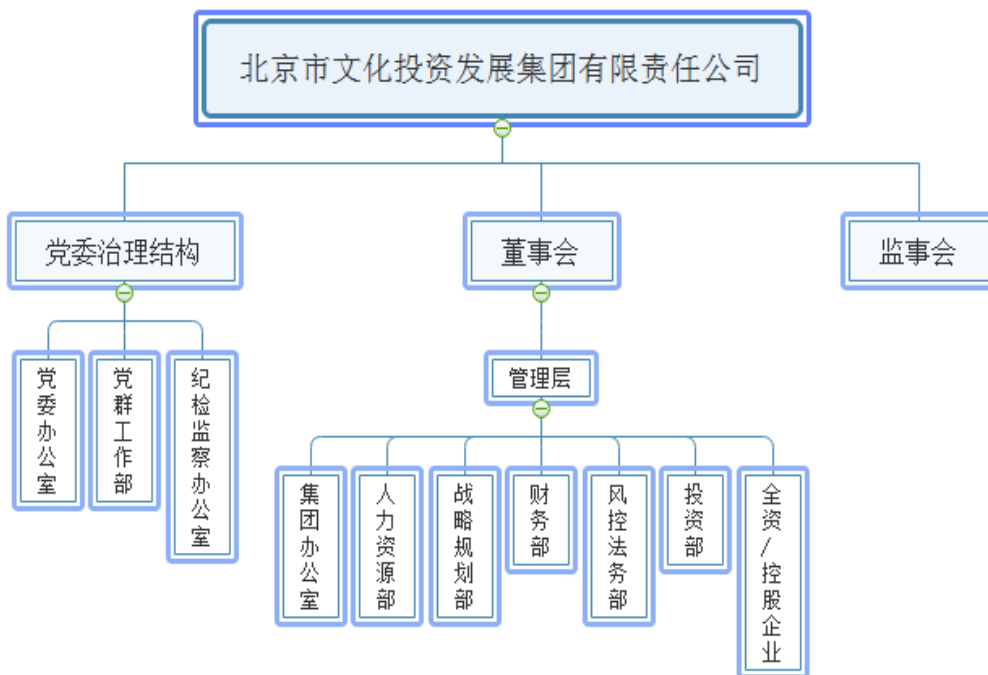 北京市文化投资发展集团有限责任公司
党委治理结构
董事会
监事会
党委办公室
党群工作部
纪检监察办公室
管理层
集团办公室
人力资源部
战略规划部
财务部
风控法务部
投资部
全资/控股企业